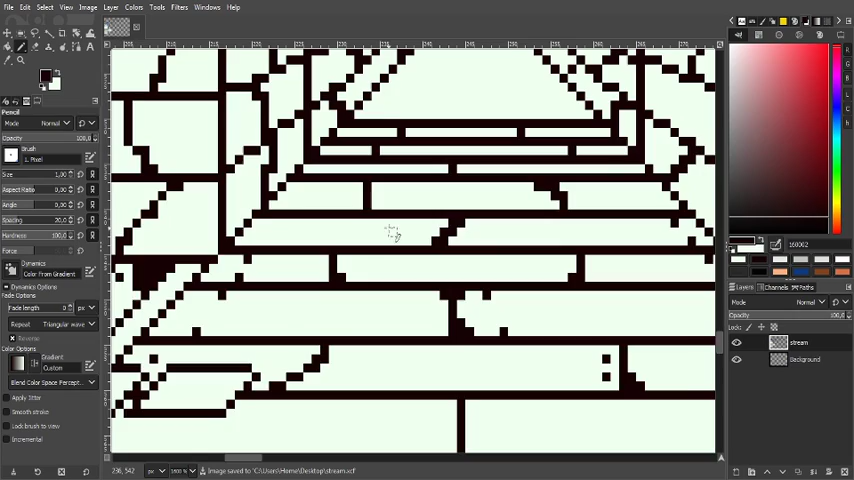 File Edit Select View Image Layer Colors Tools Filters Windows Help
Pencil
Mode Normal
Opacity 100,0
Brush
1. Pixel
Size 1,00
Aspect Ratio 0,00
Angle 0,00
Spacing 20,0
Hardness 100,0
Force
Dynamics
Color From Gradient
Dynamics Options
Fade Options
Fade length 0 px
Repeat Triangular wave
Reverse
Color Options
Gradient
Custom
Blend Color Space Percept...
Apply Jitter
Smooth stroke
Lock brush to view
Incremental
236, 542 px 1600 % Image saved to 'C:\Users\Home\Desktop\stream.xcf'
R
G
B
L
C
h
160002
Layers Channels Paths
Mode Normal
Opacity 100,0
Lock:
stream
Background